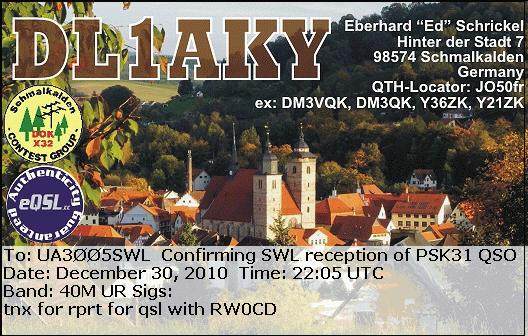 DL1AKY
Eberhard "Ed" Schrickel
Hinter der Stadt 7
98574 Schmalkalden
Germany
QTH-Locator: JO50fr
ex: DM3VQK, DM3QK, Y36ZK, Y21ZK
Schmalkalden
DOK
X32
CONTEST GROUP
Authenticity
eQSL.cc
Guaranteed
To: UA3ØØ5SWL Confirming SWL reception of PSK31 QSO
Date: December 30, 2010 Time: 22:05 UTC
Band: 40M UR Sigs:
tnx for rprt for qsl with RW0CD